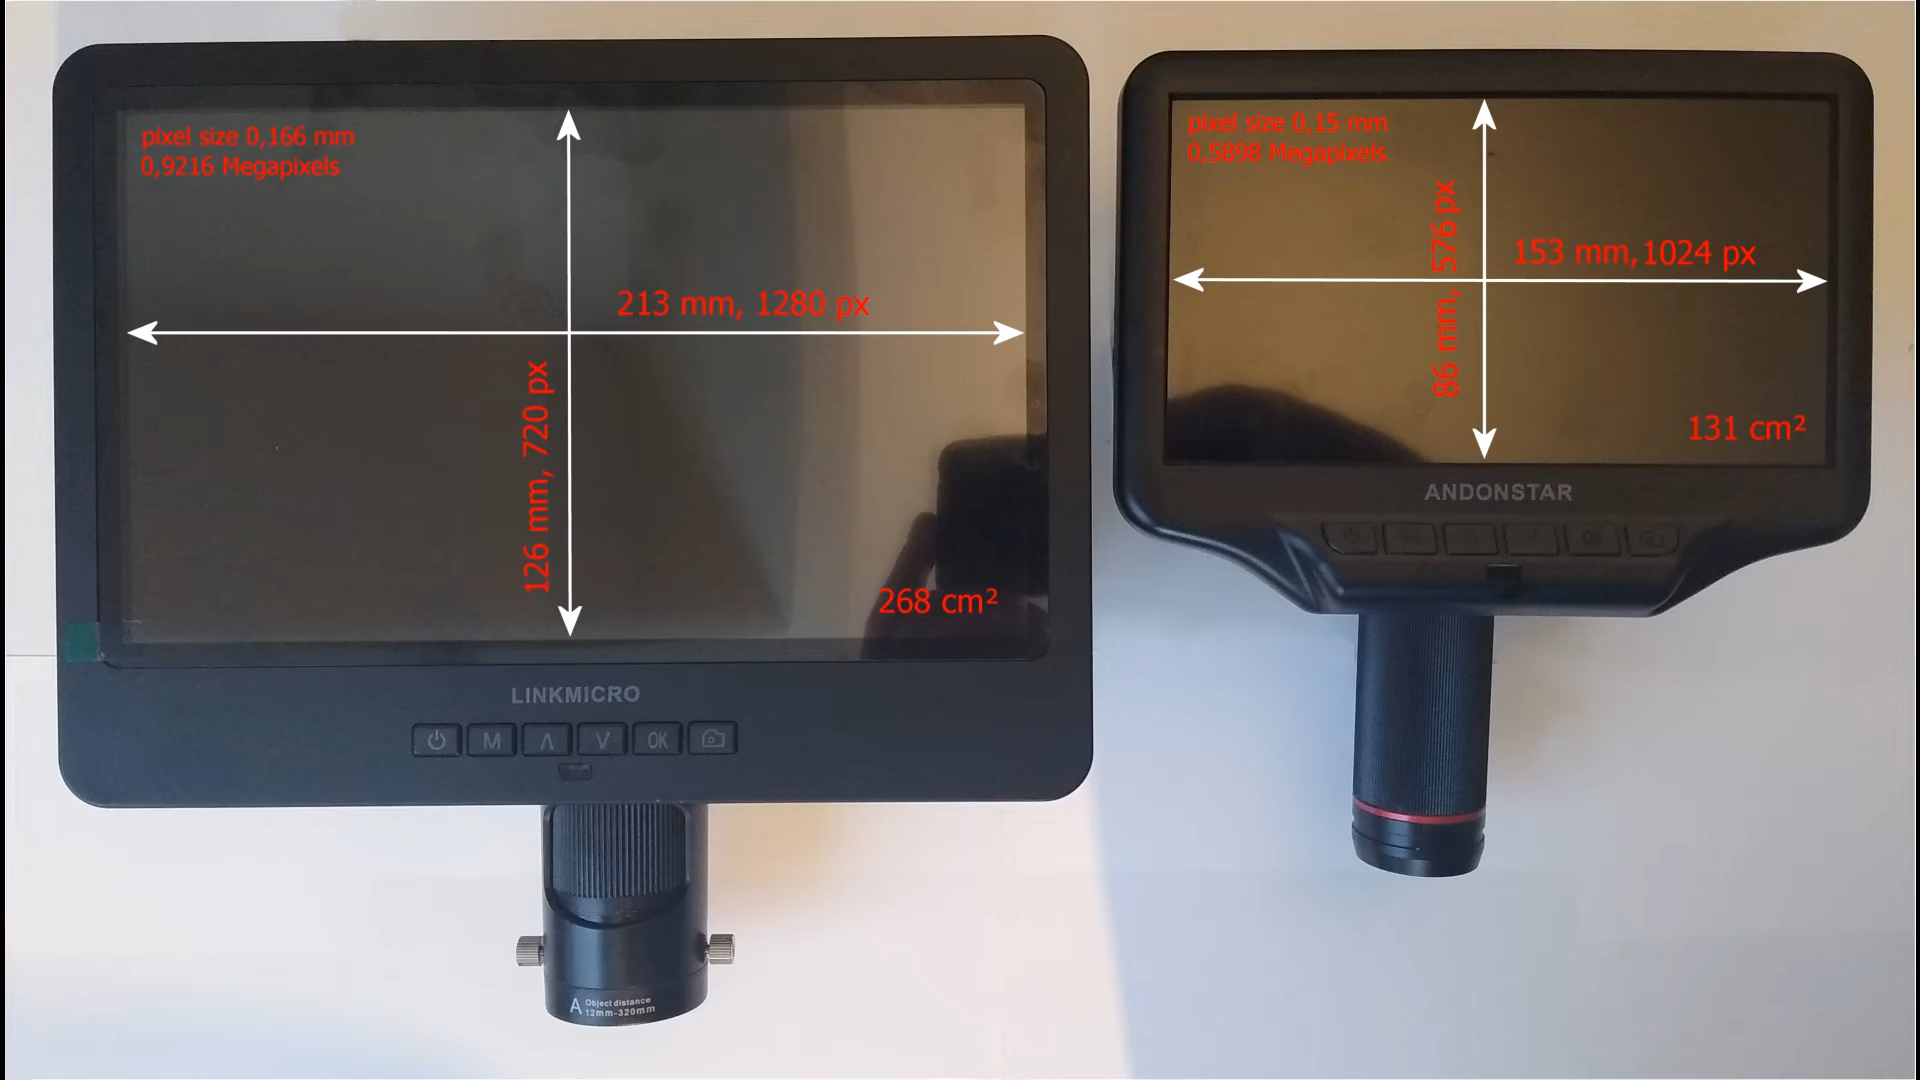 pixel size 0,166 mm
0,9216 Megapixels
213 mm, 1280 px
126 mm, 720 px
268 cm²
LINKMICRO
M
OK
A Object distance
12mm-320mm
pixel size 0,15 mm
0,5898 Megapixels
153 mm, 1024 px
86 mm, 576 px
131 cm²
ANDONSTAR